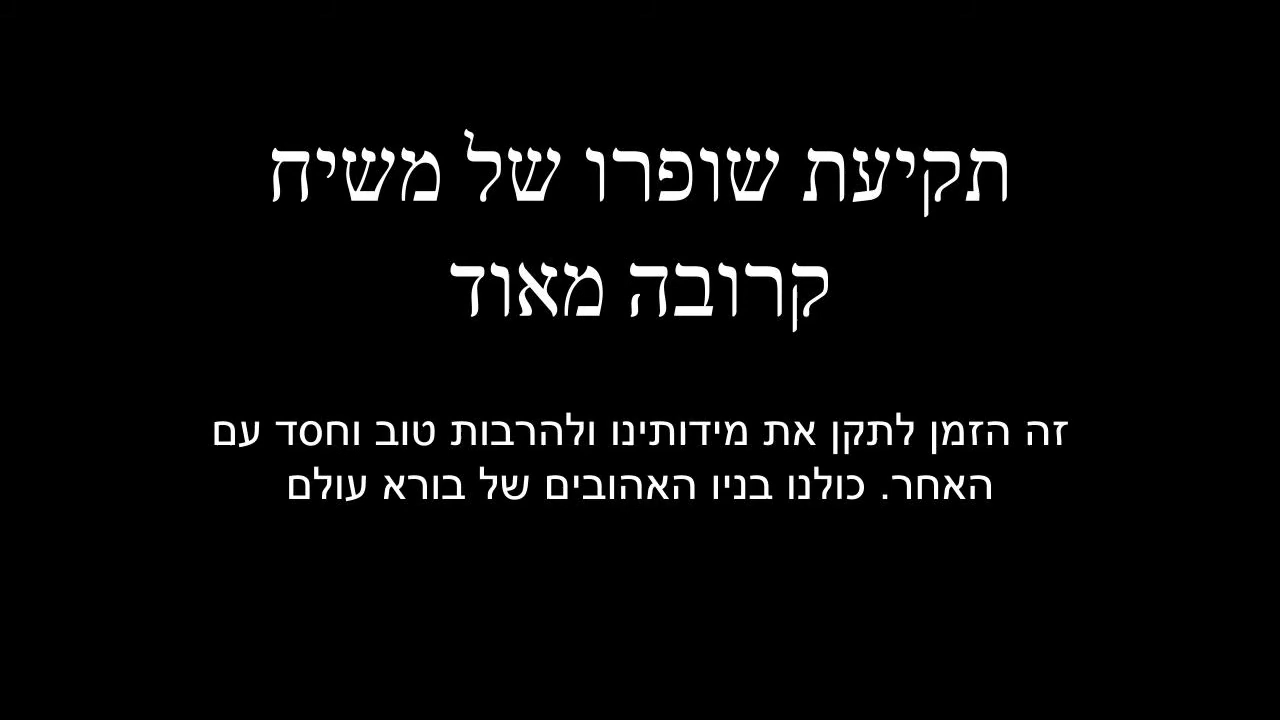 תקיעת שופרו של משיח
קרובה מאוד
זה הזמן לתקן את מידותינו ולהרבות טוב וחסד עם
האחר. כולנו בניו האהובים של בורא עולם